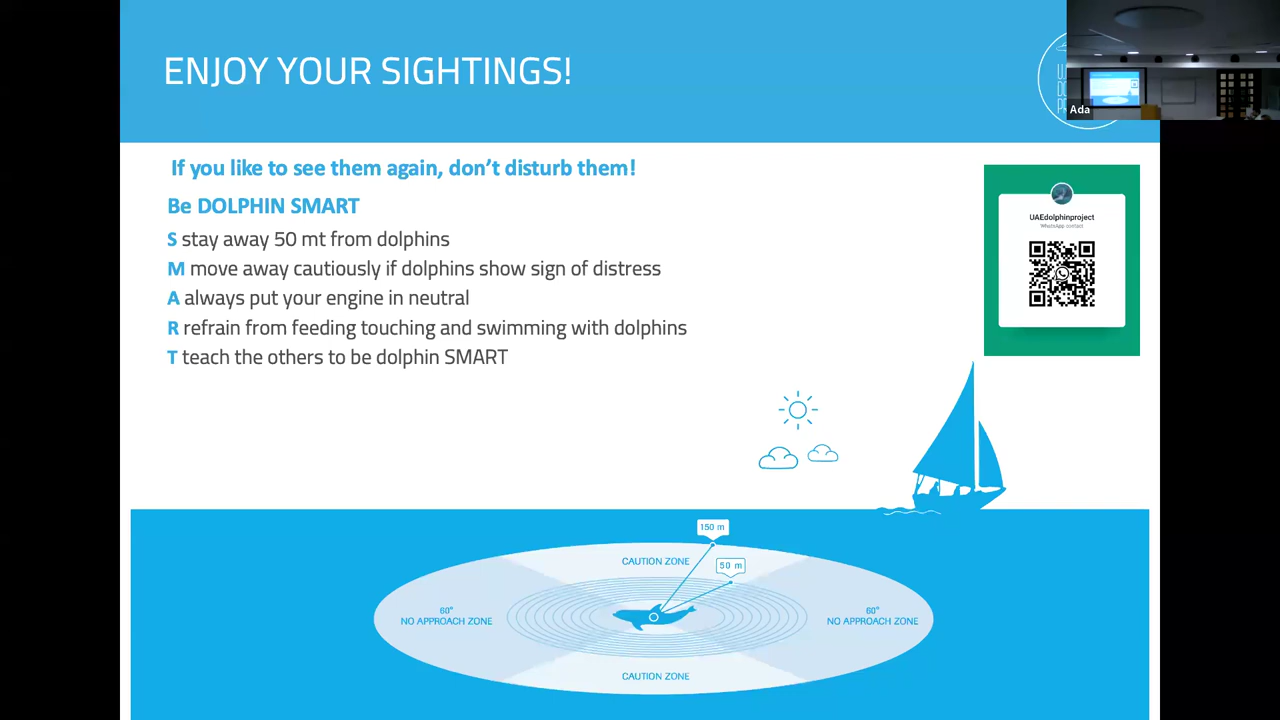 ENJOY YOUR SIGHTINGS!
Ada
If you like to see them again, don't disturb them!
Be DOLPHIN SMART
S stay away 50 mt from dolphins
M move away cautiously if dolphins show sign of distress
A always put your engine in neutral
R refrain from feeding touching and swimming with dolphins
T teach the others to be dolphin SMART
UAEdolphinproject
WhatsApp contact
150 m
CAUTION ZONE
50 m
60°
NO APPROACH ZONE
60°
NO APPROACH ZONE
CAUTION ZONE